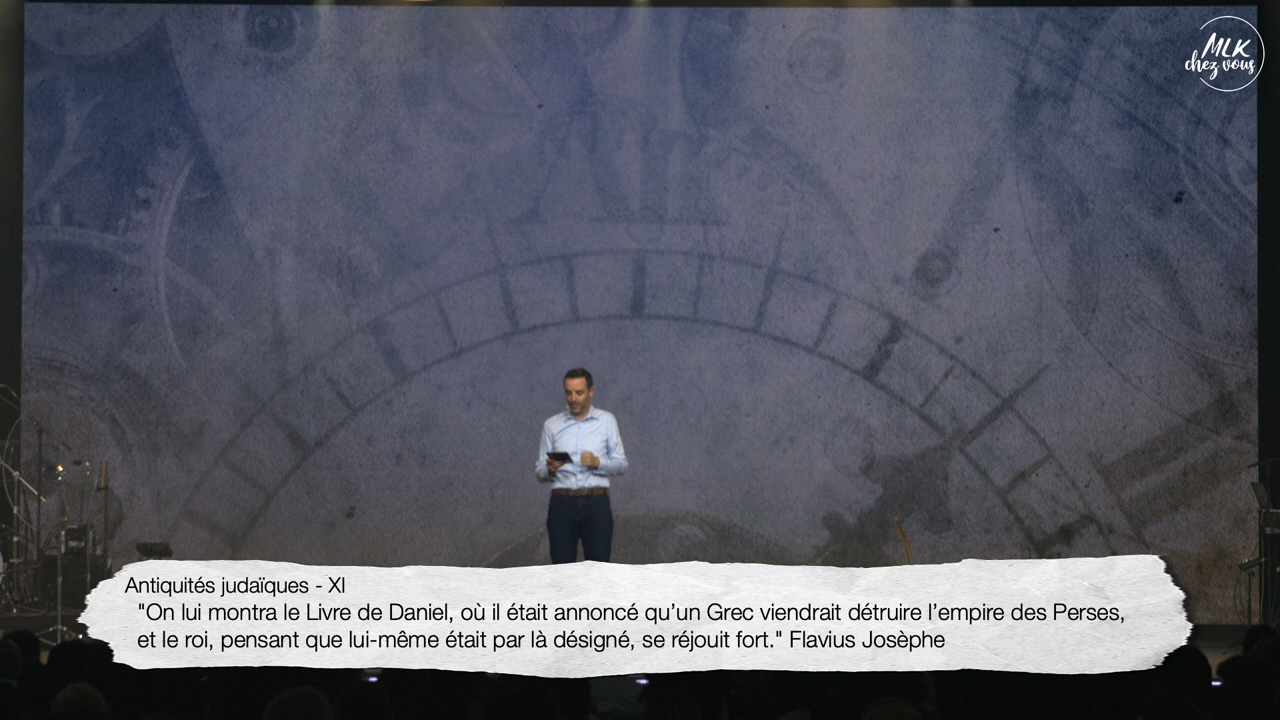 MLK
chez vous
Antiquités judaïques - XI
"On lui montra le Livre de Daniel, où il était annoncé qu’un Grec viendrait détruire l’empire des Perses,
et le roi, pensant que lui-même était par là désigné, se réjouit fort." Flavius Josèphe